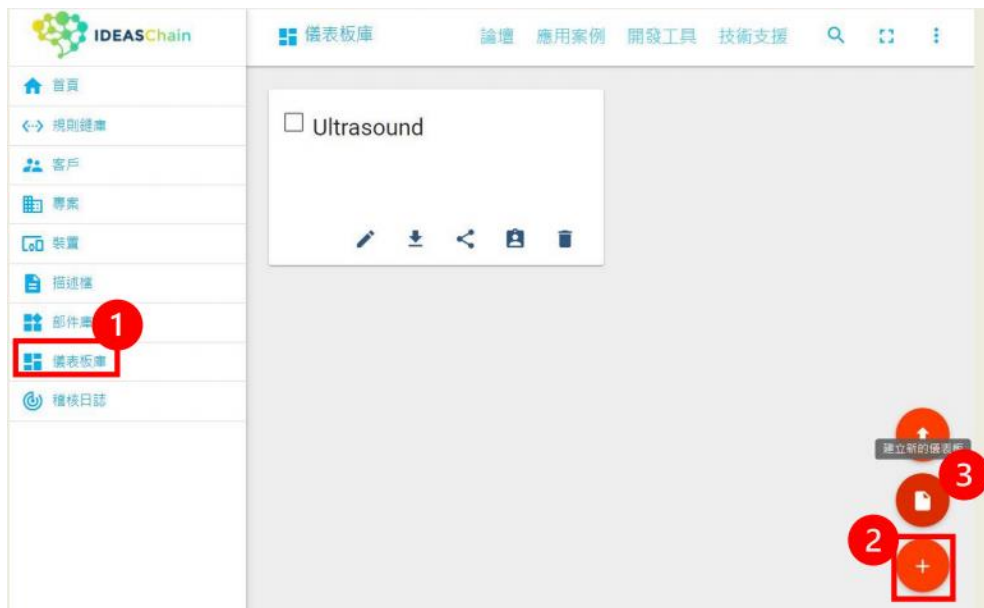 IDEASChain
儀表板庫 論壇 應用案例 開發工具 技術支援
首頁
規則鏈庫
客戶
專案
裝置
描述檔
部件庫
儀表板庫
稽核日誌
Ultrasound
1
建立新的儀表板
3
2